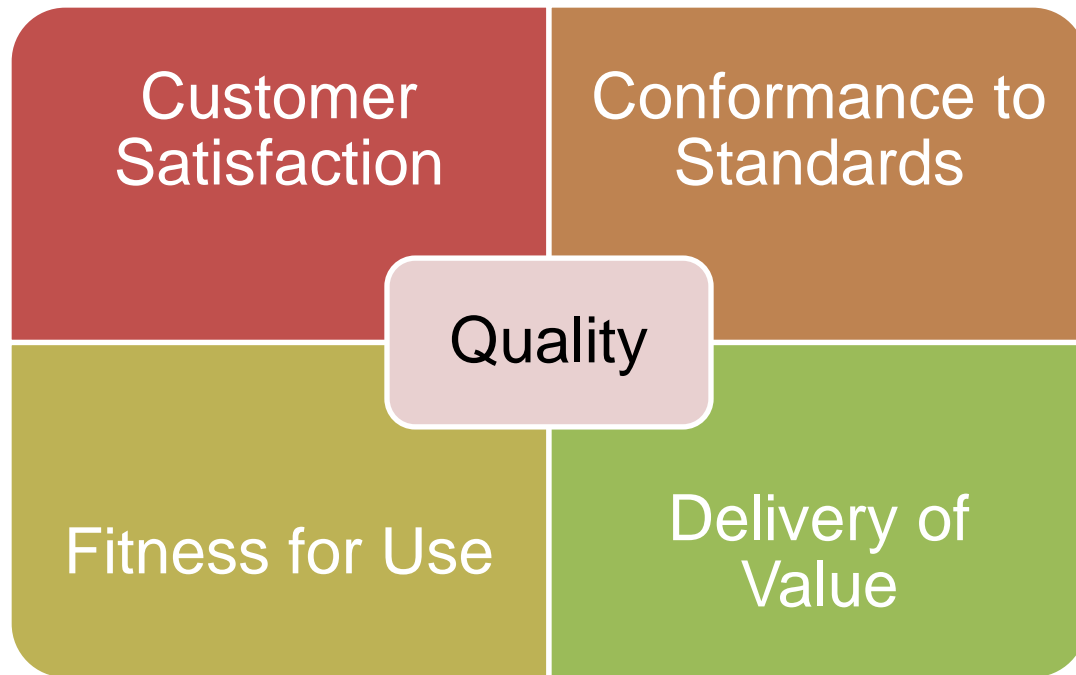 Customer
Satisfaction
Conformance to
Standards
Quality
Fitness for Use
Delivery of
Value